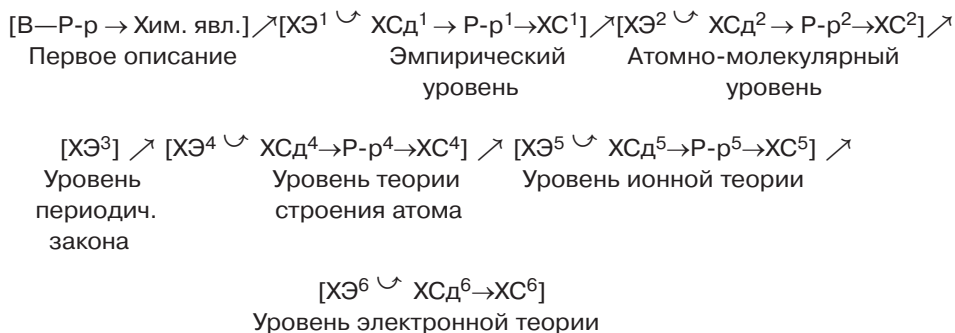 [В—Р-р → Хим. явл.]↗[ХЭ¹ ⤻ ХСд¹ → Р-р¹→ХС¹]↗[ХЭ² ⤻ ХСд² → Р-р²→ХС²]↗
Первое описание Эмпирический Атомно-молекулярный
уровень уровень
[ХЭ³] ↗ [ХЭ⁴ ⤻ ХСд⁴→Р-р⁴→ХС⁴] ↗ [ХЭ⁵ ⤻ ХСд⁵→Р-р⁵→ХС⁵] ↗
Уровень Уровень теории Уровень ионной теории
периодич. строения атома
закона
[ХЭ⁶ ⤻ ХСд⁶→ХС⁶]
Уровень электронной теории